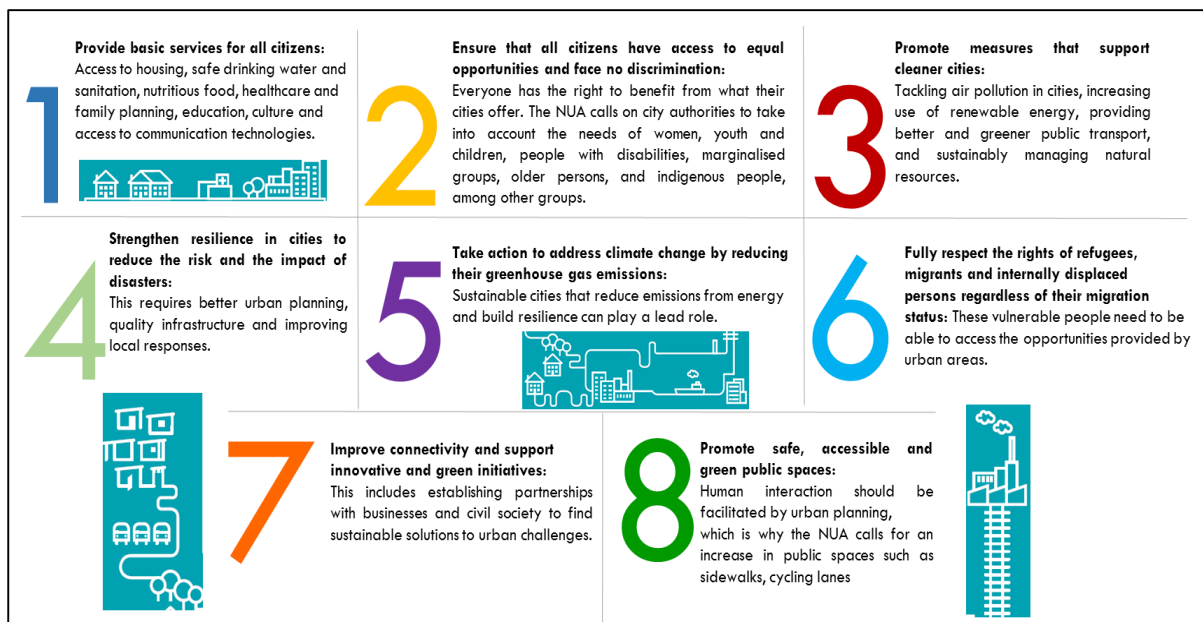 1
Provide basic services for all citizens:
Access to housing, safe drinking water and
sanitation, nutritious food, healthcare and
family planning, education, culture and
access to communication technologies.
2
Ensure that all citizens have access to equal
opportunities and face no discrimination:
Everyone has the right to benefit from what their
cities offer. The NUA calls on city authorities to take
into account the needs of women, youth and
children, people with disabilities, marginalised
groups, older persons, and indigenous people,
among other groups.
3
Promote measures that support
cleaner cities:
Tackling air pollution in cities, increasing
use of renewable energy, providing
better and greener public transport,
and sustainably managing natural
resources.
4
Strengthen resilience in cities to
reduce the risk and the impact of
disasters:
This requires better urban planning,
quality infrastructure and improving
local responses.
5
Take action to address climate change by reducing
their greenhouse gas emissions:
Sustainable cities that reduce emissions from energy
and build resilience can play a lead role.
6
Fully respect the rights of refugees,
migrants and internally displaced
persons regardless of their migration
status: These vulnerable people need to be
able to access the opportunities provided by
urban areas.
7
Improve connectivity and support
innovative and green initiatives:
This includes establishing partnerships
with businesses and civil society to find
sustainable solutions to urban challenges.
8
Promote safe, accessible and
green public spaces:
Human interaction should be
facilitated by urban planning,
which is why the NUA calls for an
increase in public spaces such as
sidewalks, cycling lanes